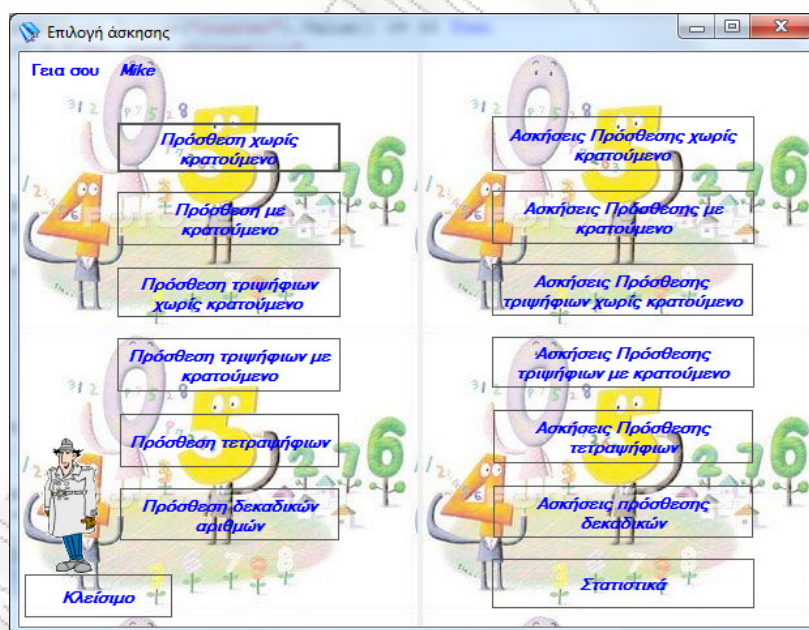 Επιλογή άσκησης
Γεια σου Mike
Πρόσθεση χωρίς
κρατούμενο
Πρόσθεση με
κρατούμενο
Πρόσθεση τριψήφιων
χωρίς κρατούμενο
Πρόσθεση τριψήφιων με
κρατούμενο
Πρόσθεση τετραψήφιων
Πρόσθεση δεκαδικών
αριθμών
Κλείσιμο
Ασκήσεις Πρόσθεσης χωρίς
κρατούμενο
Ασκήσεις Πρόσθεσης με
κρατούμενο
Ασκήσεις Πρόσθεσης
τριψήφιων χωρίς κρατούμενο
Ασκήσεις Πρόσθεσης
τριψήφιων με κρατούμενο
Ασκήσεις Πρόσθεσης
τετραψήφιων
Ασκήσεις πρόσθεσης
δεκαδικών
Στατιστικά